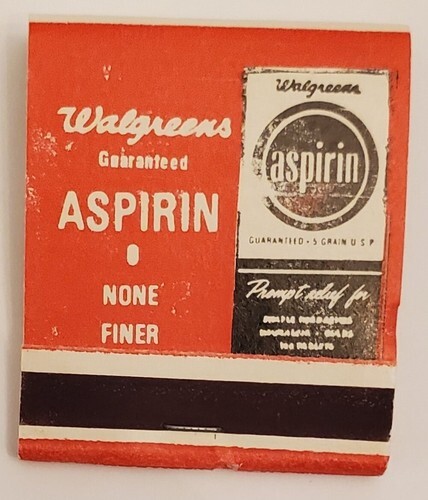 Walgreens
Guaranteed
ASPIRIN
NONE
FINER
Walgreens
aspirin
GUARANTEED • 5 GRAIN U S P
Prompt relief for